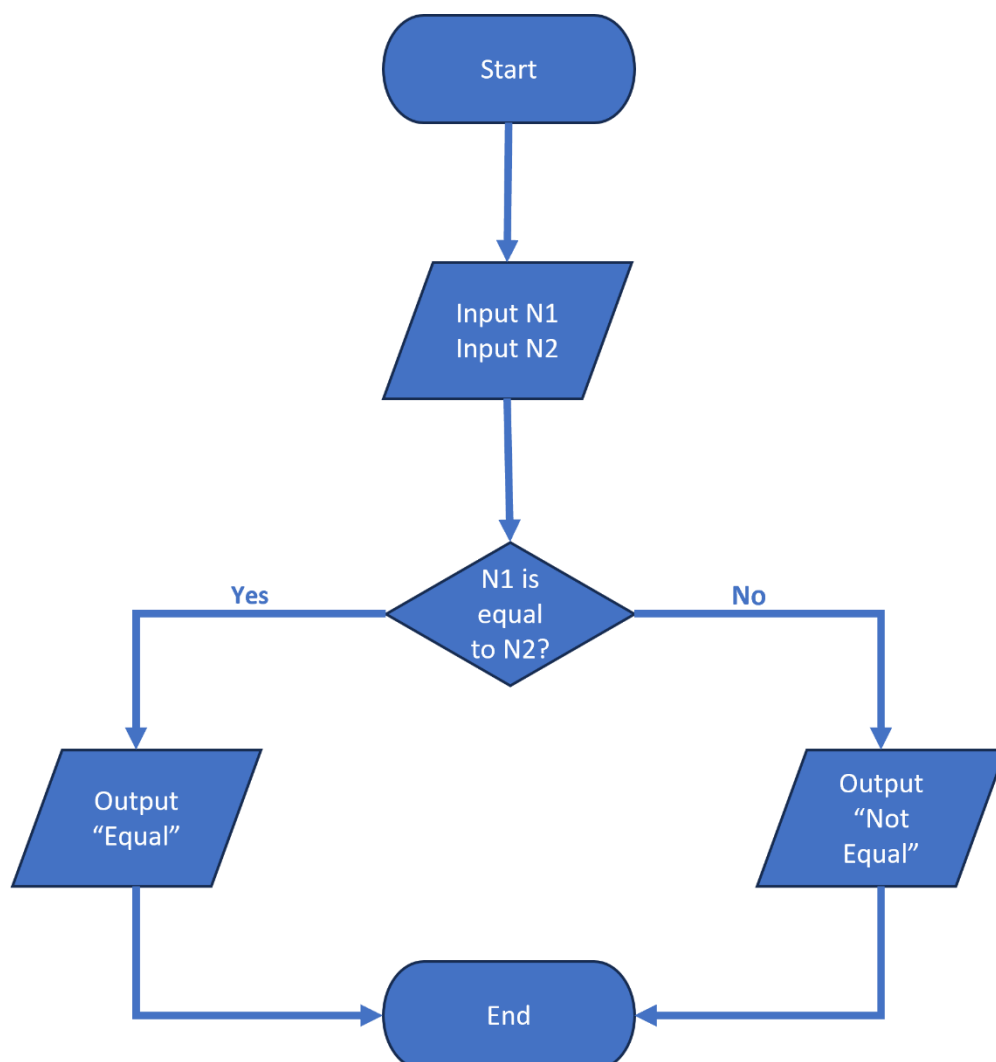 Start
Input N1
Input N2
N1 is
equal
to N2?
Yes
No
Output
“Equal”
Output
“Not
Equal”
End